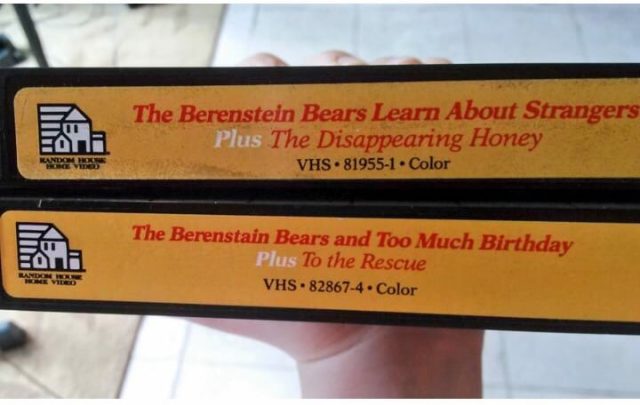 The Berenstein Bears Learn About Strangers
Plus The Disappearing Honey
VHS • 81955-1 • Color
RANDOM HOUSE
HOME VIDEO
The Berenstain Bears and Too Much Birthday
Plus To the Rescue
VHS • 82867-4 • Color
RANDOM HOUSE
HOME VIDEO